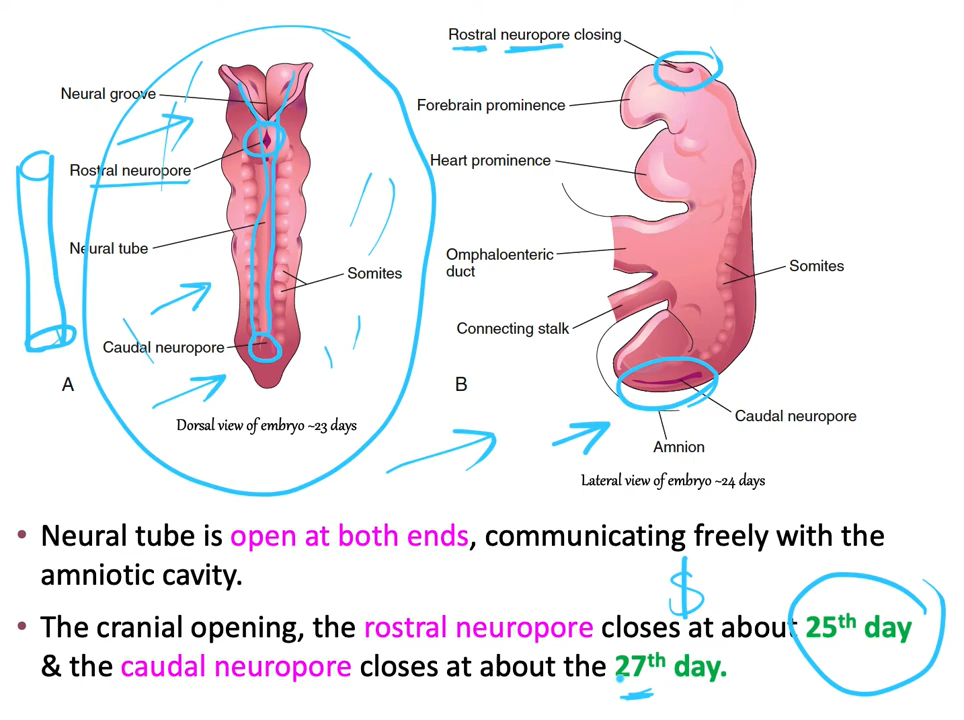 Rostral neuropore closing
Neural groove
Forebrain prominence
Rostral neuropore
Heart prominence
Neural tube
Somites
Omphaloenteric
duct
Somites
Connecting stalk
Caudal neuropore
A
B
Caudal neuropore
Dorsal view of embryo ~23 days
Amnion
Lateral view of embryo ~24 days
• Neural tube is open at both ends, communicating freely with the
amniotic cavity.
$
• The cranial opening, the rostral neuropore closes at about 25th day
& the caudal neuropore closes at about the 27th day.